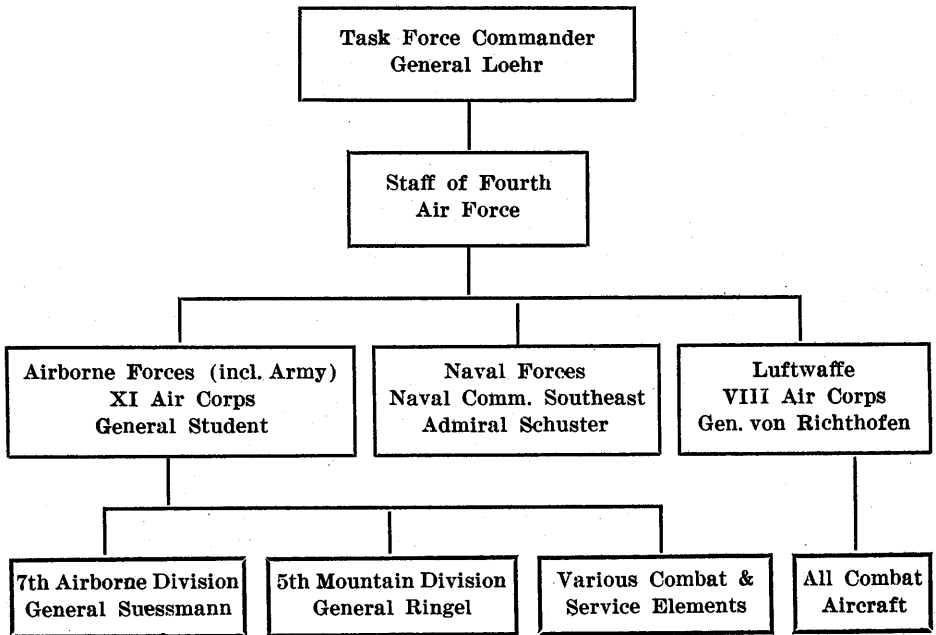 Task Force Commander
General Loehr
Staff of Fourth
Air Force
Airborne Forces (incl. Army)
XI Air Corps
General Student
Naval Forces
Naval Comm. Southeast
Admiral Schuster
Luftwaffe
VIII Air Corps
Gen. von Richthofen
7th Airborne Division
General Suessmann
5th Mountain Division
General Ringel
Various Combat &
Service Elements
All Combat
Aircraft